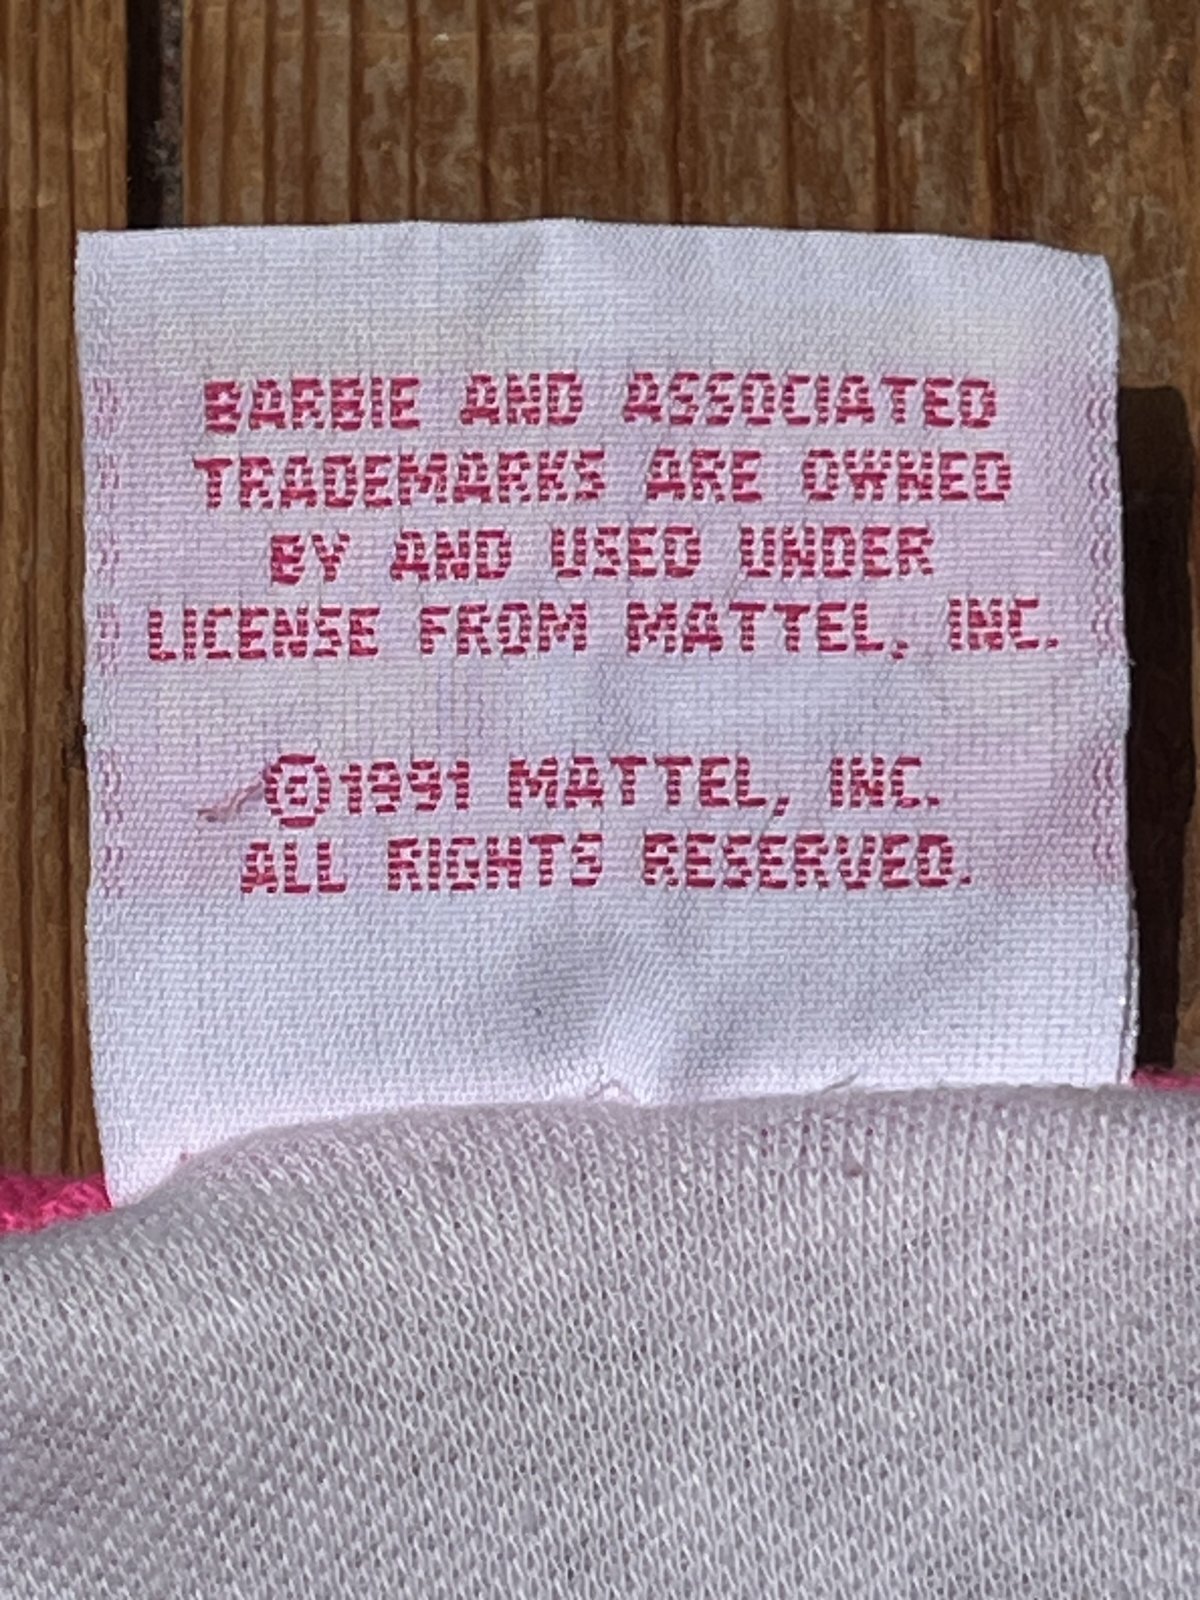 BARBIE AND ASSOCIATED
TRADEMARKS ARE OWNED
BY AND USED UNDER
LICENSE FROM MATTEL, INC.
©1991 MATTEL, INC.
ALL RIGHTS RESERVED.